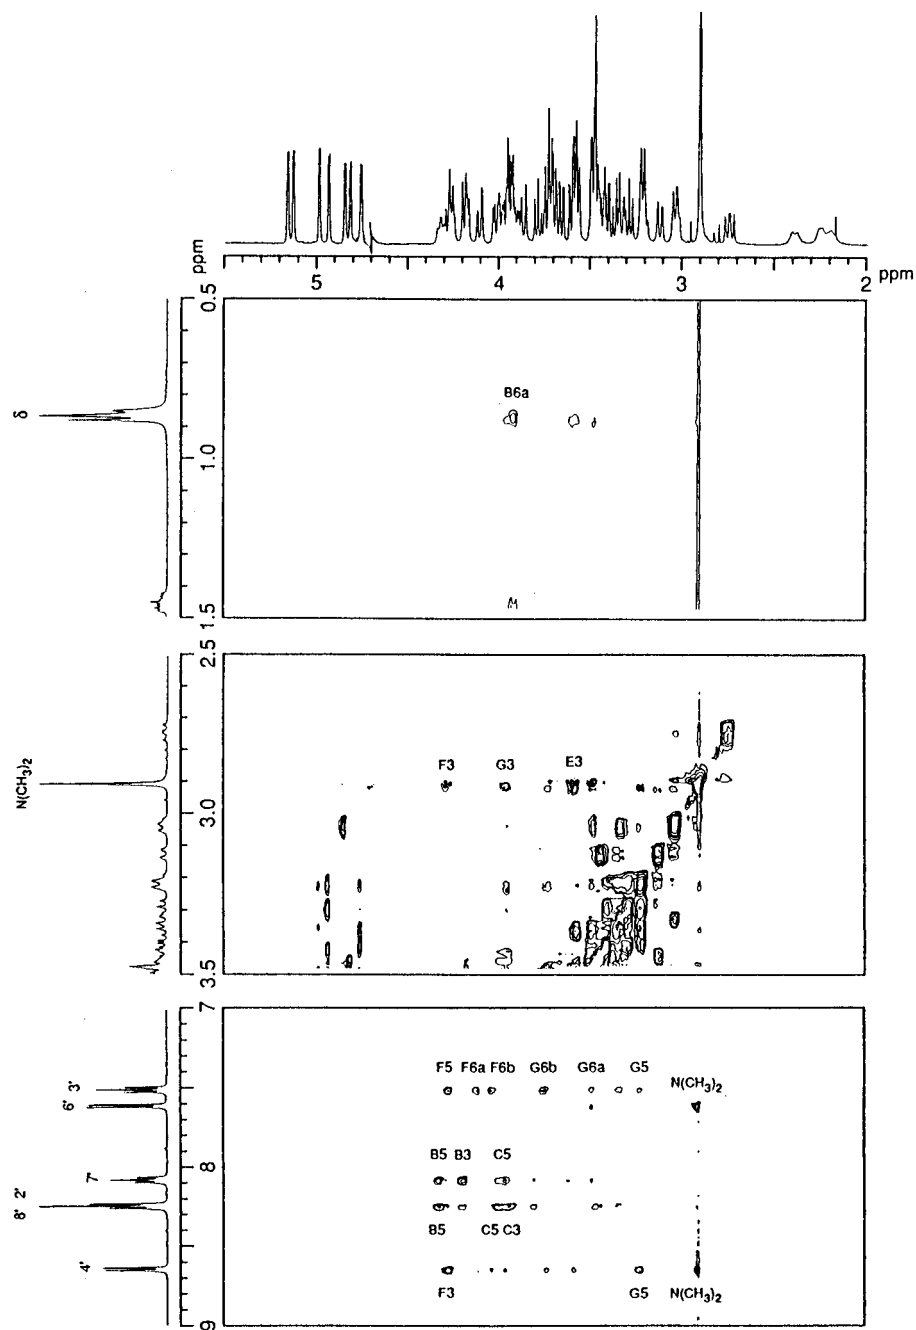 5 4 3 2 ppm
ppm
0.5
B6a
δ
1.0
1.5
2.5
N(CH₃)₂
F3 G3 E3
3.0
3.5
7
F5 F6a F6b G6b G6a G5 N(CH₃)₂
3'
6'
B5 B3 C5
7'
8
8' 2'
B5 C5 C3
4'
F3 G5 N(CH₃)₂
9